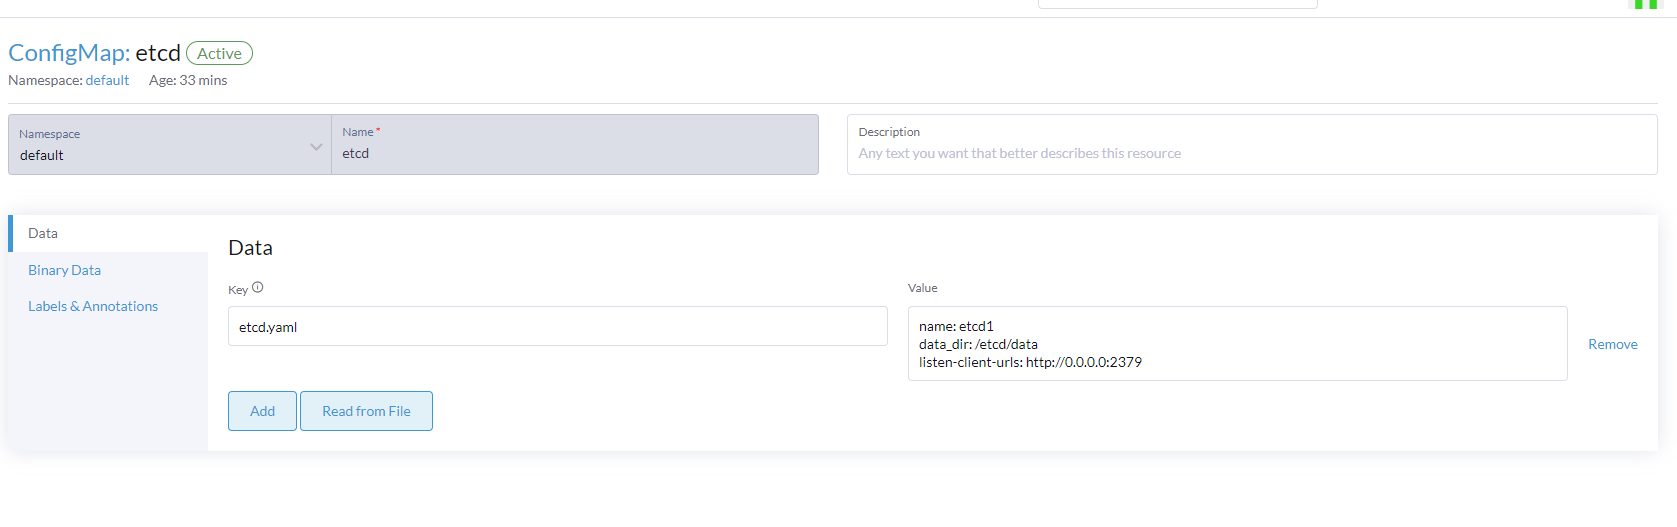 ConfigMap: etcd Active
Namespace: default Age: 33 mins
Namespace
default
Name *
etcd
Description
Any text you want that better describes this resource
Data
Binary Data
Labels & Annotations
Data
Key
etcd.yaml
Value
name: etcd1
data_dir: /etcd/data
listen-client-urls: http://0.0.0.0:2379
Remove
Add
Read from File